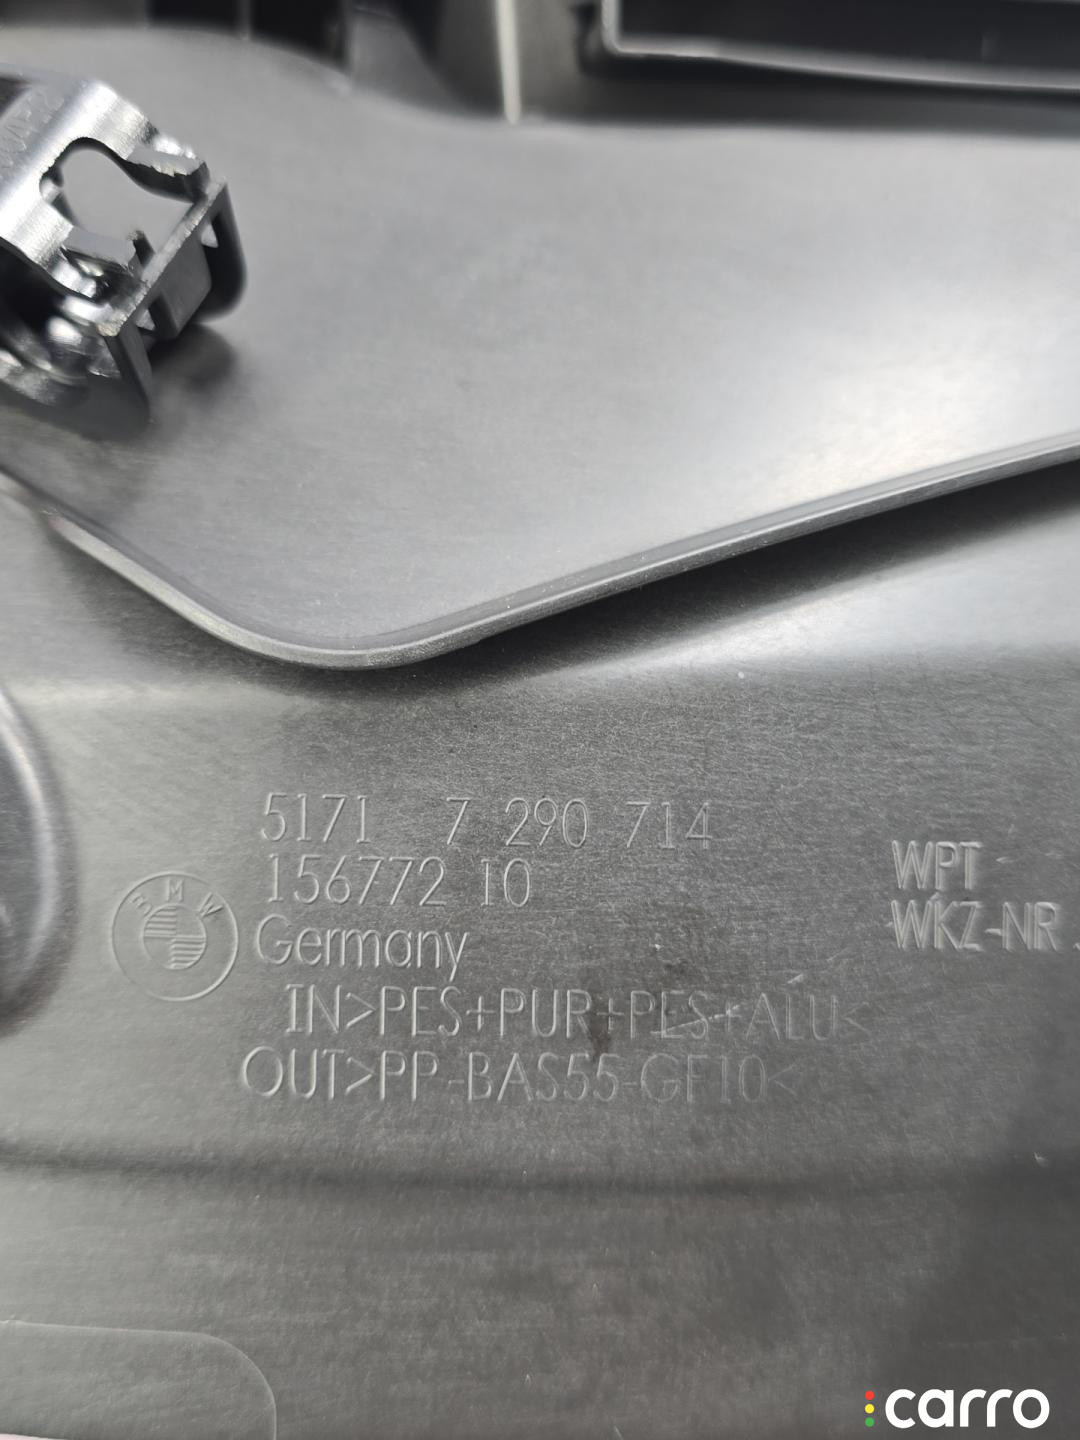 5171 7 290 714
156772 10
BMW
Germany
IN>PES+PUR+PES+ALU<
OUT>PP-BAS55-GF10<
WPT
WKZ-NR
carro